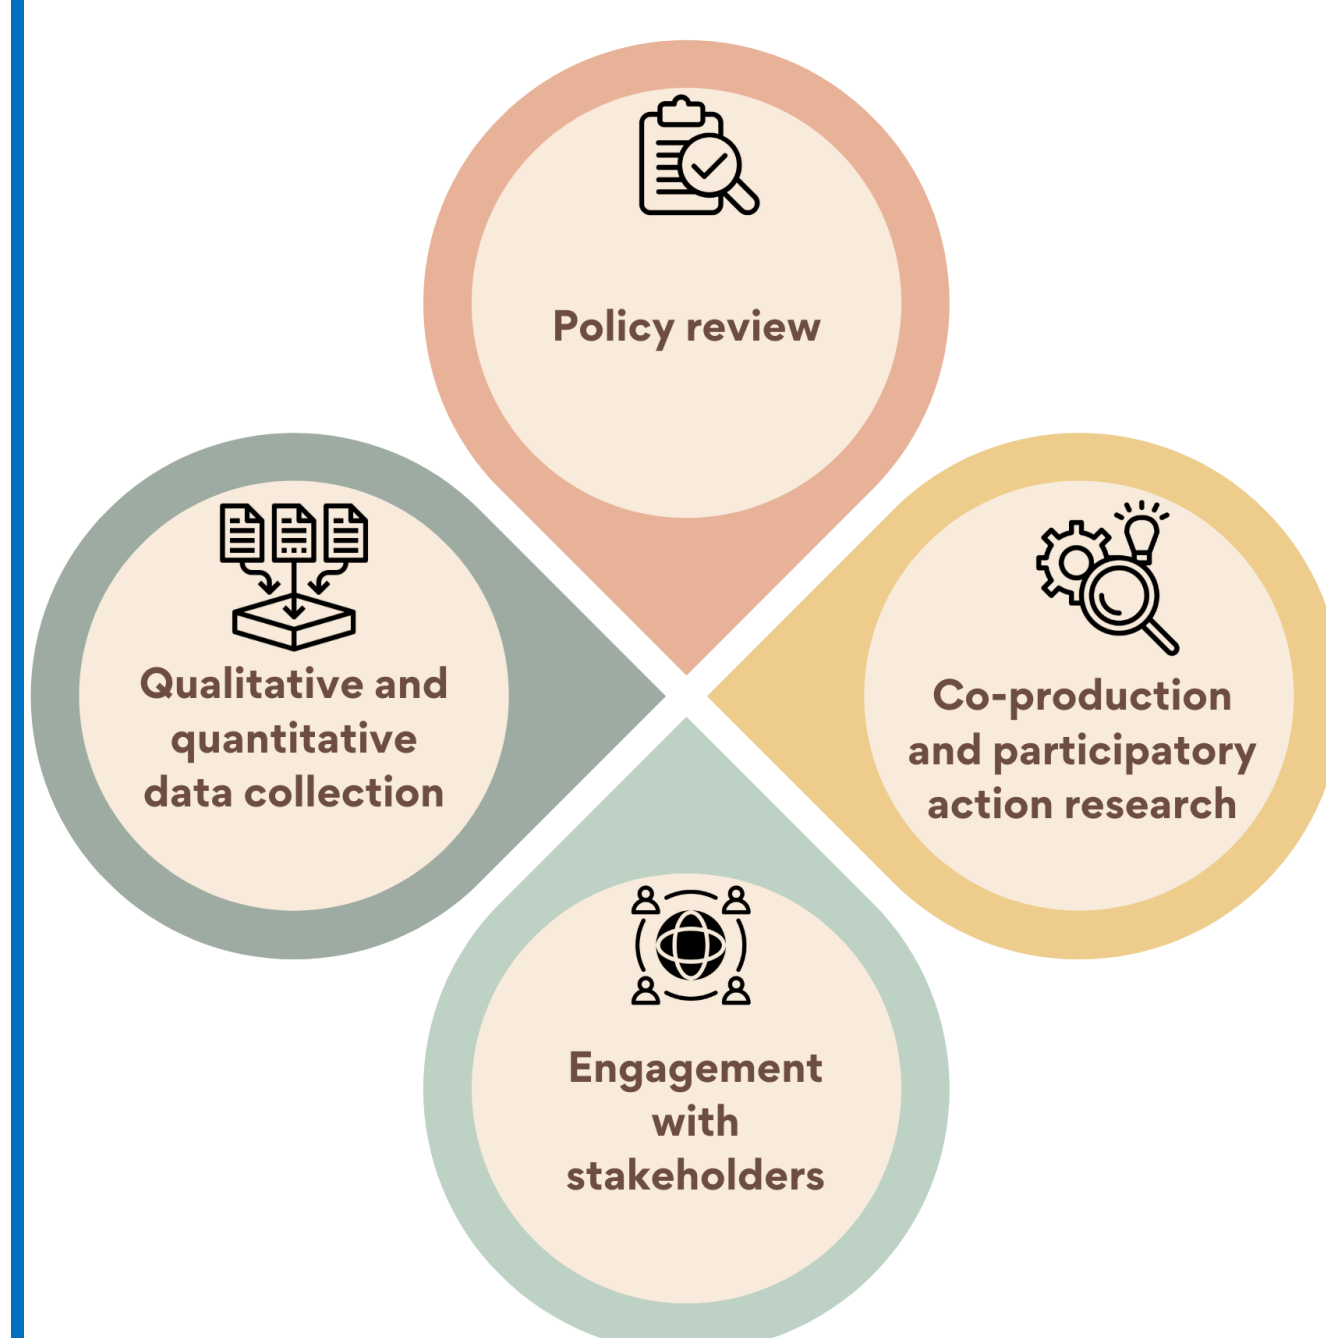 Policy review
Qualitative and
quantitative
data collection
Co-production
and participatory
action research
Engagement
with
stakeholders